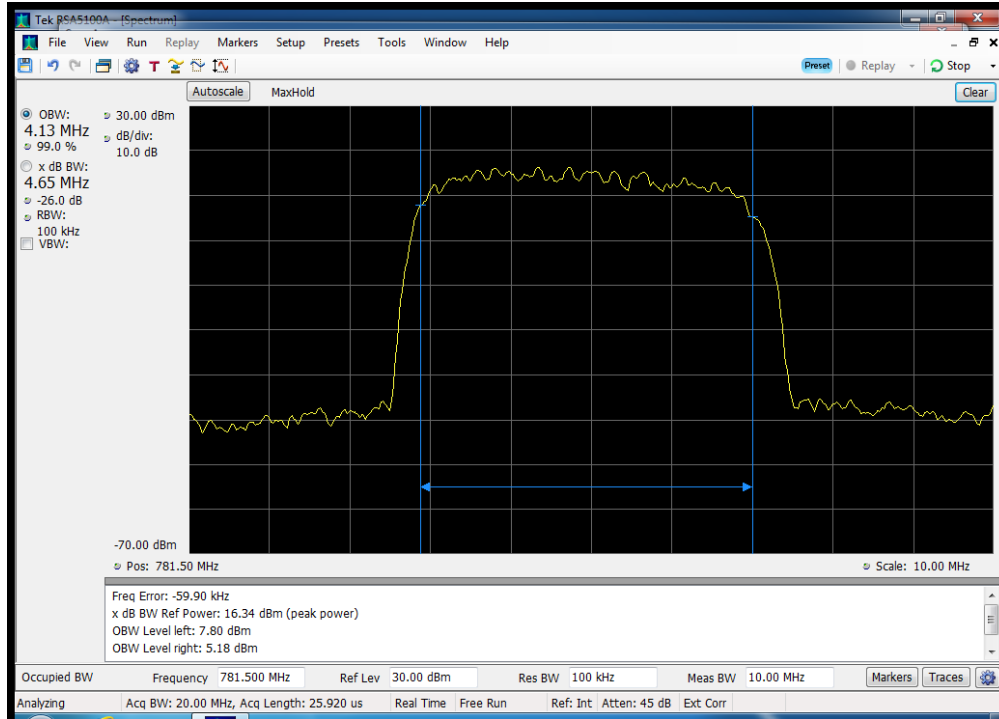 Tek RSA5100A - [Spectrum]
File View Run Replay Markers Setup Presets Tools Window Help
T
Preset Replay Stop
Autoscale MaxHold Clear
OBW:
4.13 MHz
99.0 %
x dB BW:
4.65 MHz
-26.0 dB
RBW:
100 kHz
VBW:
30.00 dBm
dB/div:
10.0 dB
-70.00 dBm
Pos: 781.50 MHz Scale: 10.00 MHz
Freq Error: -59.90 kHz
x dB BW Ref Power: 16.34 dBm (peak power)
OBW Level left: 7.80 dBm
OBW Level right: 5.18 dBm
Occupied BW Frequency 781.500 MHz Ref Lev 30.00 dBm Res BW 100 kHz Meas BW 10.00 MHz Markers Traces
Analyzing Acq BW: 20.00 MHz, Acq Length: 25.920 us Real Time Free Run Ref: Int Atten: 45 dB Ext Corr